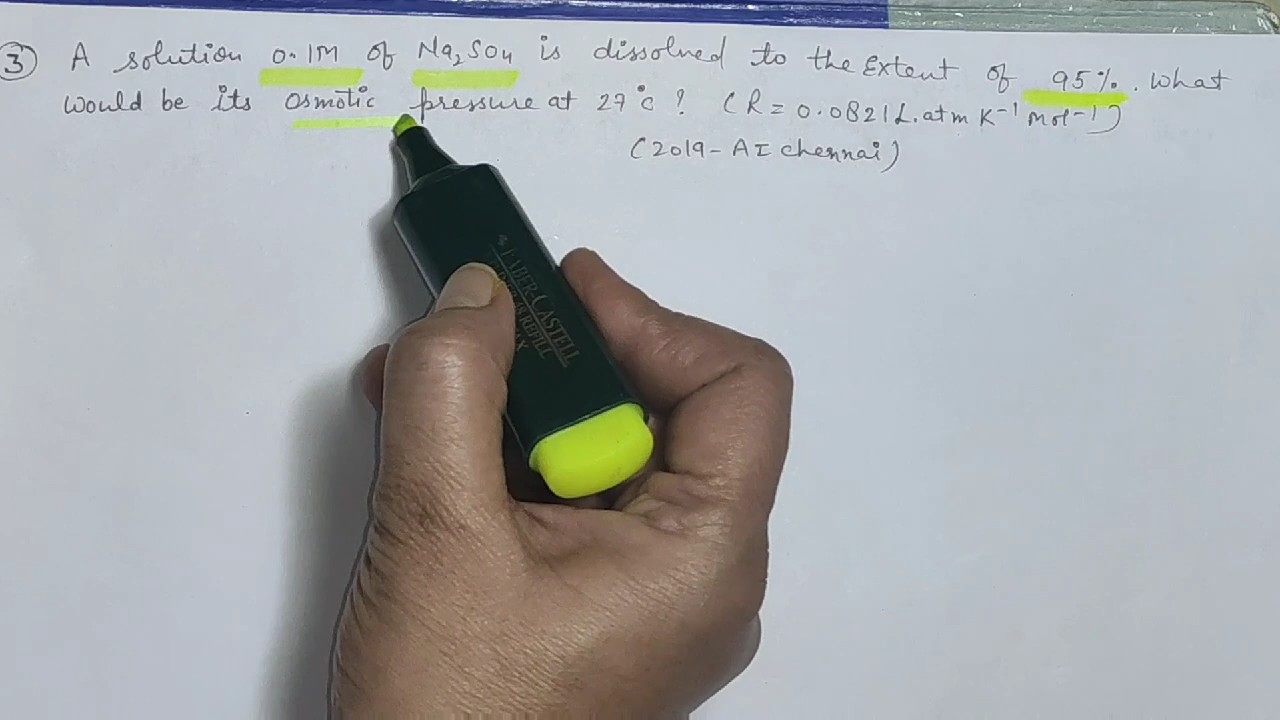 ③ A solution 0.1M of Na2SO4 is dissolved to the Extent of 95%. What
would be its Osmotic pressure at 27°C? (R = 0.0821 L.atm K⁻¹ mol⁻¹)
(2019 - AI Chennai)
FABER-CASTELL